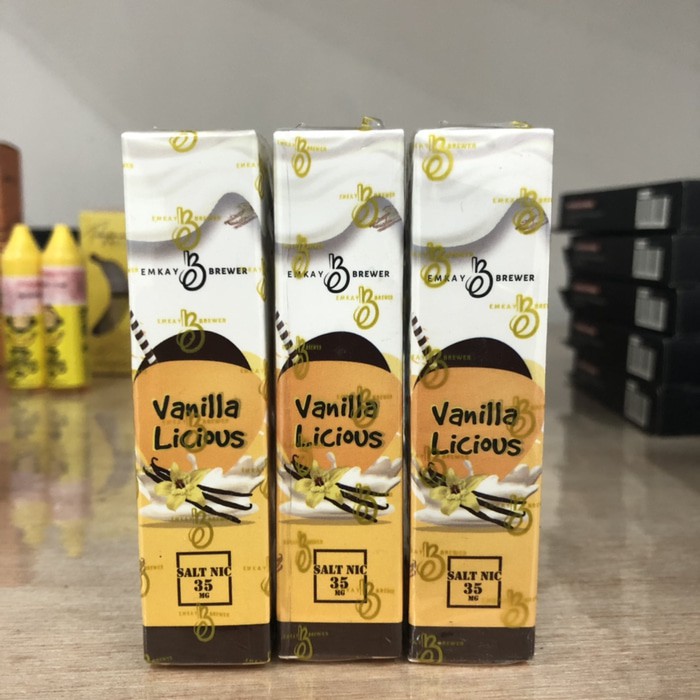 EMKAY B BREWER
Vanilla
Licious
SALT NIC
35
MG
EMKAY B BREWER
Vanilla
Licious
SALT NIC
35
MG
EMKAY B BREWER
Vanilla
Licious
SALT NIC
35
MG